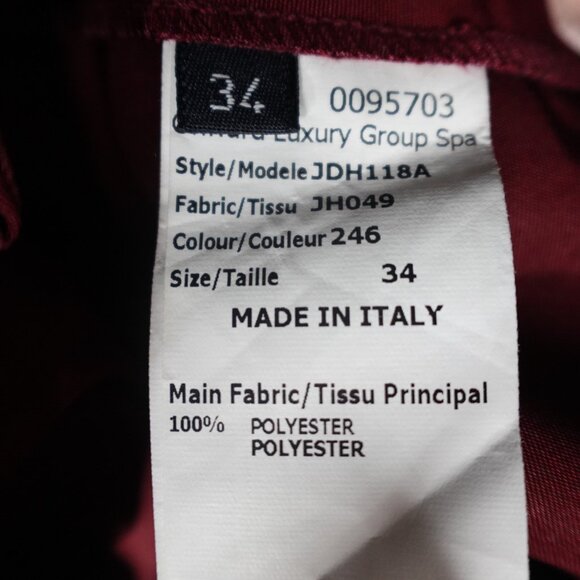 34
0095703
Luxury Group Spa
Style/Modele JDH118A
Fabric/Tissu JH049
Colour/Couleur 246
Size/Taille 34
MADE IN ITALY
Main Fabric/Tissu Principal
100% POLYESTER
POLYESTER